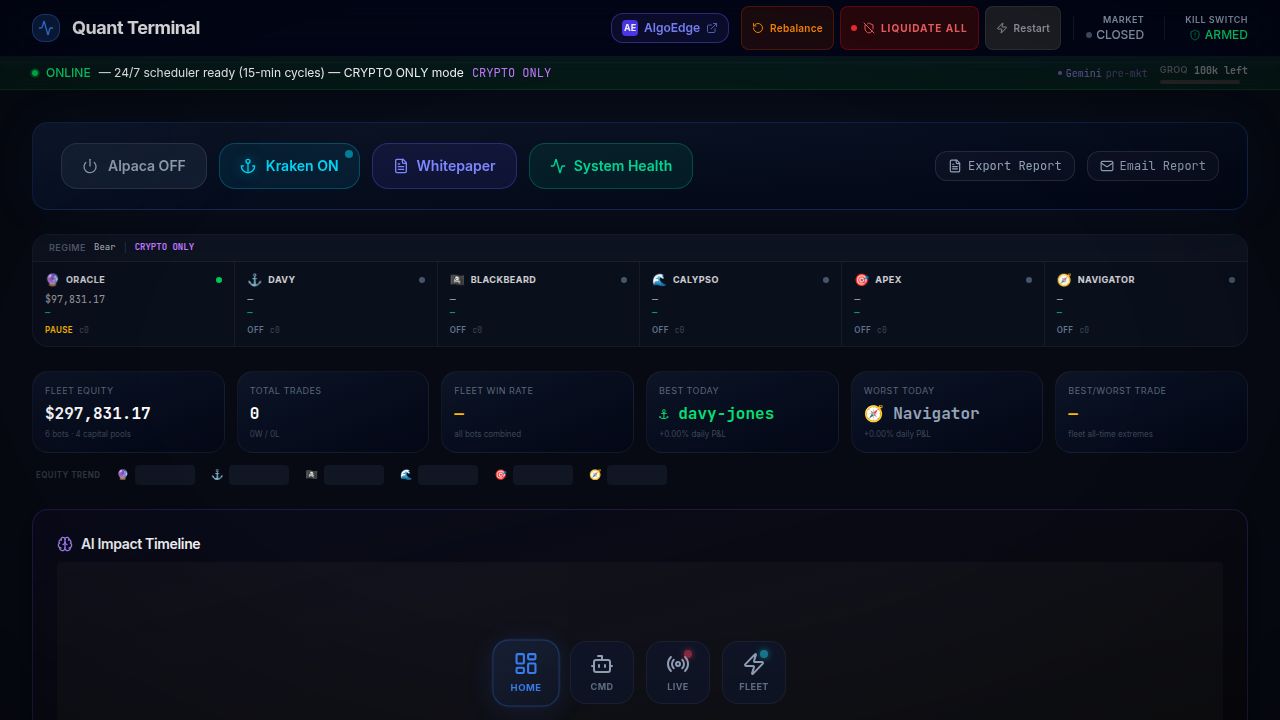 Quant Terminal
AE AlgoEdge
Rebalance
LIQUIDATE ALL
Restart
MARKET
CLOSED
KILL SWITCH
ARMED
ONLINE — 24/7 scheduler ready (15-min cycles) — CRYPTO ONLY mode CRYPTO ONLY
Gemini pre-mkt
GROQ 100k left
Alpaca OFF
Kraken ON
Whitepaper
System Health
Export Report
Email Report
REGIME Bear | CRYPTO ONLY
ORACLE
$97,831.17
—
PAUSE c0
DAVY
—
—
OFF c0
BLACKBEARD
—
—
OFF c0
CALYPSO
—
—
OFF c0
APEX
—
—
OFF c0
NAVIGATOR
—
—
OFF c0
FLEET EQUITY
$297,831.17
6 bots · 4 capital pools
TOTAL TRADES
0
0W / 0L
FLEET WIN RATE
—
all bots combined
BEST TODAY
davy-jones
+0.00% daily P&L
WORST TODAY
Navigator
+0.00% daily P&L
BEST/WORST TRADE
—
fleet all-time extremes
EQUITY TREND
AI Impact Timeline
HOME
CMD
LIVE
FLEET